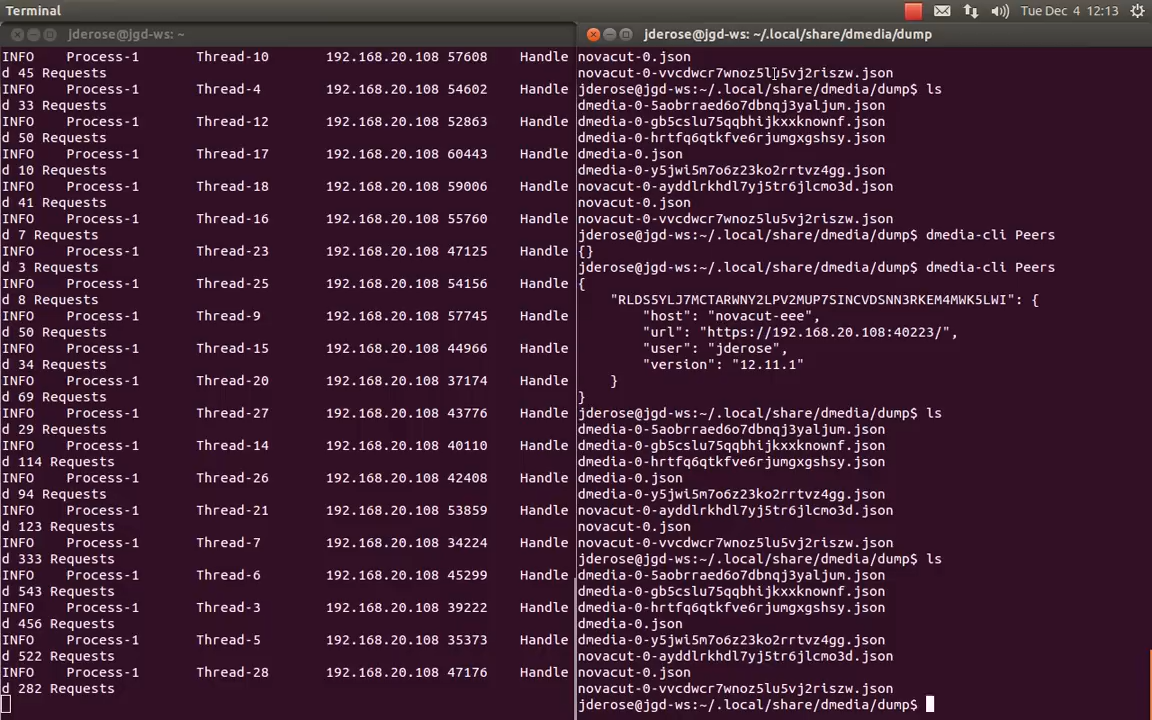 Terminal
Tue Dec 4 12:13
jderose@jgd-ws: ~
INFO Process-1 Thread-10 192.168.20.108 57608 Handle
d 45 Requests
INFO Process-1 Thread-4 192.168.20.108 54602 Handle
d 33 Requests
INFO Process-1 Thread-12 192.168.20.108 52863 Handle
d 50 Requests
INFO Process-1 Thread-17 192.168.20.108 60443 Handle
d 10 Requests
INFO Process-1 Thread-18 192.168.20.108 59006 Handle
d 41 Requests
INFO Process-1 Thread-16 192.168.20.108 55760 Handle
d 7 Requests
INFO Process-1 Thread-23 192.168.20.108 47125 Handle
d 3 Requests
INFO Process-1 Thread-25 192.168.20.108 54156 Handle
d 8 Requests
INFO Process-1 Thread-9 192.168.20.108 57745 Handle
d 50 Requests
INFO Process-1 Thread-15 192.168.20.108 44966 Handle
d 34 Requests
INFO Process-1 Thread-20 192.168.20.108 37174 Handle
d 69 Requests
INFO Process-1 Thread-27 192.168.20.108 43776 Handle
d 29 Requests
INFO Process-1 Thread-14 192.168.20.108 40110 Handle
d 114 Requests
INFO Process-1 Thread-26 192.168.20.108 42408 Handle
d 94 Requests
INFO Process-1 Thread-21 192.168.20.108 53859 Handle
d 123 Requests
INFO Process-1 Thread-7 192.168.20.108 34224 Handle
d 333 Requests
INFO Process-1 Thread-6 192.168.20.108 45299 Handle
d 543 Requests
INFO Process-1 Thread-3 192.168.20.108 39222 Handle
d 456 Requests
INFO Process-1 Thread-5 192.168.20.108 35373 Handle
d 522 Requests
INFO Process-1 Thread-28 192.168.20.108 47176 Handle
d 282 Requests
jderose@jgd-ws: ~/.local/share/dmedia/dump
novacut-0.json
novacut-0-vvcdwcr7wnoz5lu5vj2riszw.json
jderose@jgd-ws:~/.local/share/dmedia/dump$ ls
dmedia-0-5aobrraed6o7dbnqj3yaljum.json
dmedia-0-gb5cslu75qqbhijkxxknownf.json
dmedia-0-hrtfq6qtkfve6rjumgxgshsy.json
dmedia-0.json
dmedia-0-y5jwi5m7o6z23ko2rrtvz4gg.json
novacut-0-ayddlrkhdl7yj5tr6jlcmo3d.json
novacut-0.json
novacut-0-vvcdwcr7wnoz5lu5vj2riszw.json
jderose@jgd-ws:~/.local/share/dmedia/dump$ dmedia-cli Peers
{}
jderose@jgd-ws:~/.local/share/dmedia/dump$ dmedia-cli Peers
{
"RLDS5YLJ7MCTARWNY2LPV2MUP7SINCVDSNN3RKEM4MWK5LWI": {
"host": "novacut-eee",
"url": "https://192.168.20.108:40223/",
"user": "jderose",
"version": "12.11.1"
}
}
jderose@jgd-ws:~/.local/share/dmedia/dump$ ls
dmedia-0-5aobrraed6o7dbnqj3yaljum.json
dmedia-0-gb5cslu75qqbhijkxxknownf.json
dmedia-0-hrtfq6qtkfve6rjumgxgshsy.json
dmedia-0.json
dmedia-0-y5jwi5m7o6z23ko2rrtvz4gg.json
novacut-0-ayddlrkhdl7yj5tr6jlcmo3d.json
novacut-0.json
novacut-0-vvcdwcr7wnoz5lu5vj2riszw.json
jderose@jgd-ws:~/.local/share/dmedia/dump$ ls
dmedia-0-5aobrraed6o7dbnqj3yaljum.json
dmedia-0-gb5cslu75qqbhijkxxknownf.json
dmedia-0-hrtfq6qtkfve6rjumgxgshsy.json
dmedia-0.json
dmedia-0-y5jwi5m7o6z23ko2rrtvz4gg.json
novacut-0-ayddlrkhdl7yj5tr6jlcmo3d.json
novacut-0.json
novacut-0-vvcdwcr7wnoz5lu5vj2riszw.json
jderose@jgd-ws:~/.local/share/dmedia/dump$